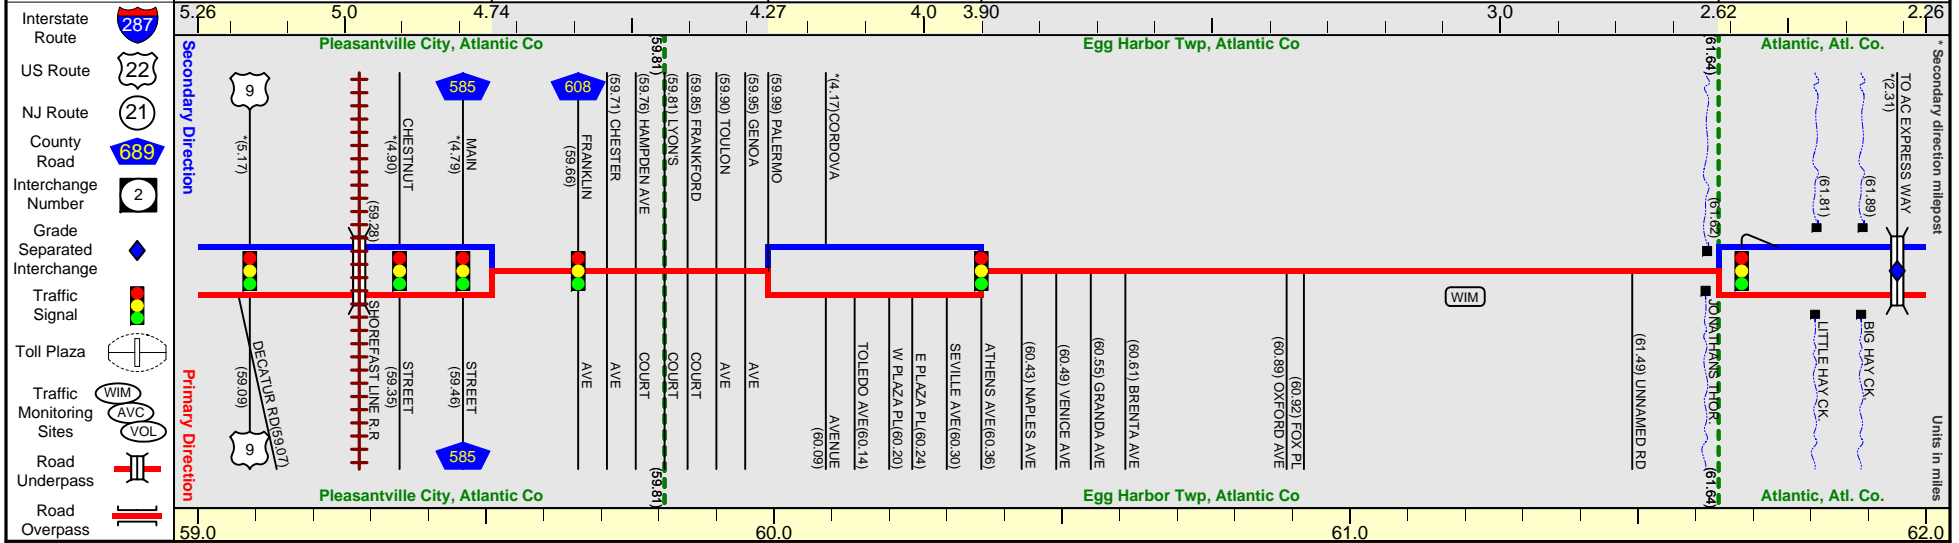 Interstate
Route
287
US Route
22
NJ Route
21
County
Road
689
Interchange
Number
2
Grade
Separated
Interchange
Traffic
Signal
Toll Plaza
Traffic
Monitoring
Sites
WIM
AVC
VOL
Road
Underpass
Road
Overpass
5.26
5.0
4.74
4.27
4.0
3.90
3.0
2.62
2.26
Secondary Direction
Primary Direction
Pleasantville City, Atlantic Co
Egg Harbor Twp, Atlantic Co
Atlantic, Atl. Co.
* Secondary direction milepost
Units in miles
9
*(5.17)
(59.28)
CHESTNUT
*(4.90)
585
MAIN
*(4.79)
608
FRANKLIN
(59.66)
(59.71) CHESTER
(59.76) HAMPDEN AVE
(59.81)
(59.81) LYON'S
(59.85) FRANKFORD
(59.90) TOULON
(59.95) GENOA
(59.99) PALERMO
*(4.17)CORDOVA
(61.64)
(61.62)
(61.81)
(61.89)
TO AC EXPRESS WAY
*(2.31)
(59.09)
9
DECATUR RD(59.07)
SHOREFAST LINE R.R
STREET
(59.35)
STREET
(59.46)
585
AVE
AVE
COURT
(59.81)
COURT
COURT
AVE
AVE
AVENUE
(60.09)
TOLEDO AVE(60.14)
W PLAZA PL(60.20)
E PLAZA PL(60.24)
SEVILLE AVE(60.30)
ATHENS AVE(60.36)
(60.43) NAPLES AVE
(60.49) VENICE AVE
(60.55) GRANDA AVE
(60.61) BRENTA AVE
(60.89) OXFORD AVE
(60.92) FOX PL
WIM
(61.49) UNNAMED RD
JONATHANS THOR.
(61.64)
LITTLE HAY CK.
BIG HAY CK.
Pleasantville City, Atlantic Co
Egg Harbor Twp, Atlantic Co
Atlantic, Atl. Co.
59.0
60.0
61.0
62.0